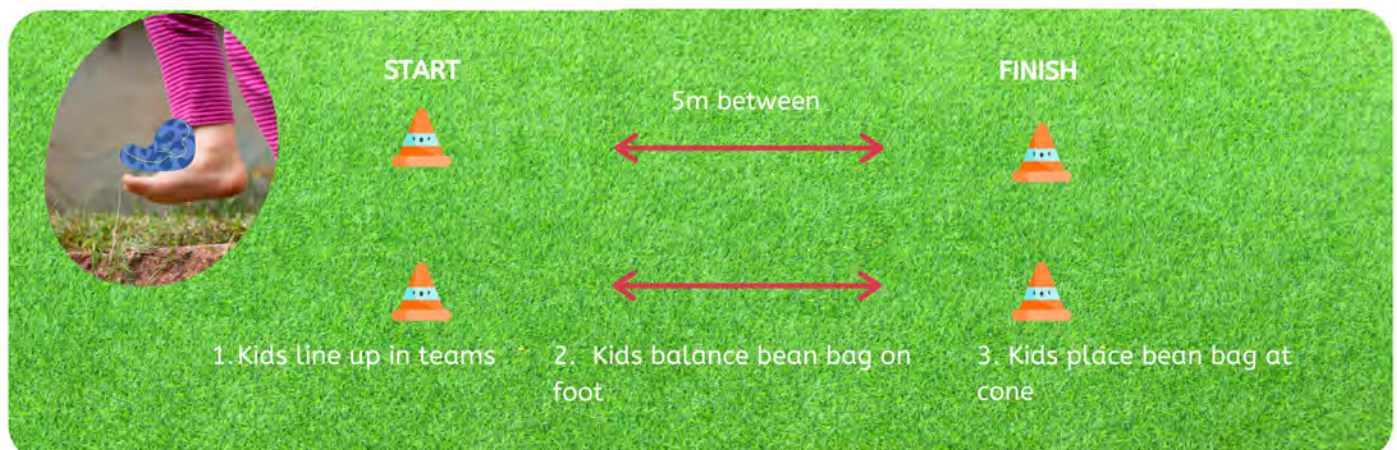 START
FINISH
5m between
1. Kids line up in teams
2. Kids balance bean bag on
foot
3. Kids place bean bag at
cone